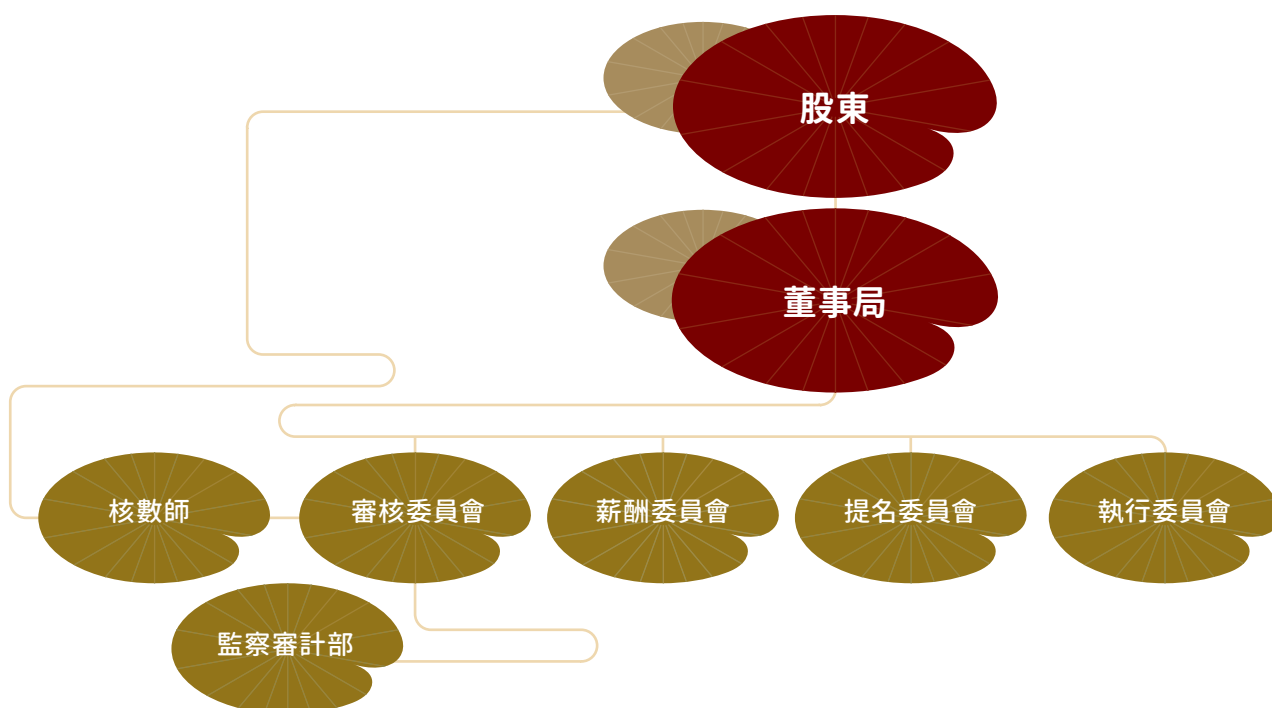 股東
董事局
核數師
審核委員會
薪酬委員會
提名委員會
執行委員會
監察審計部